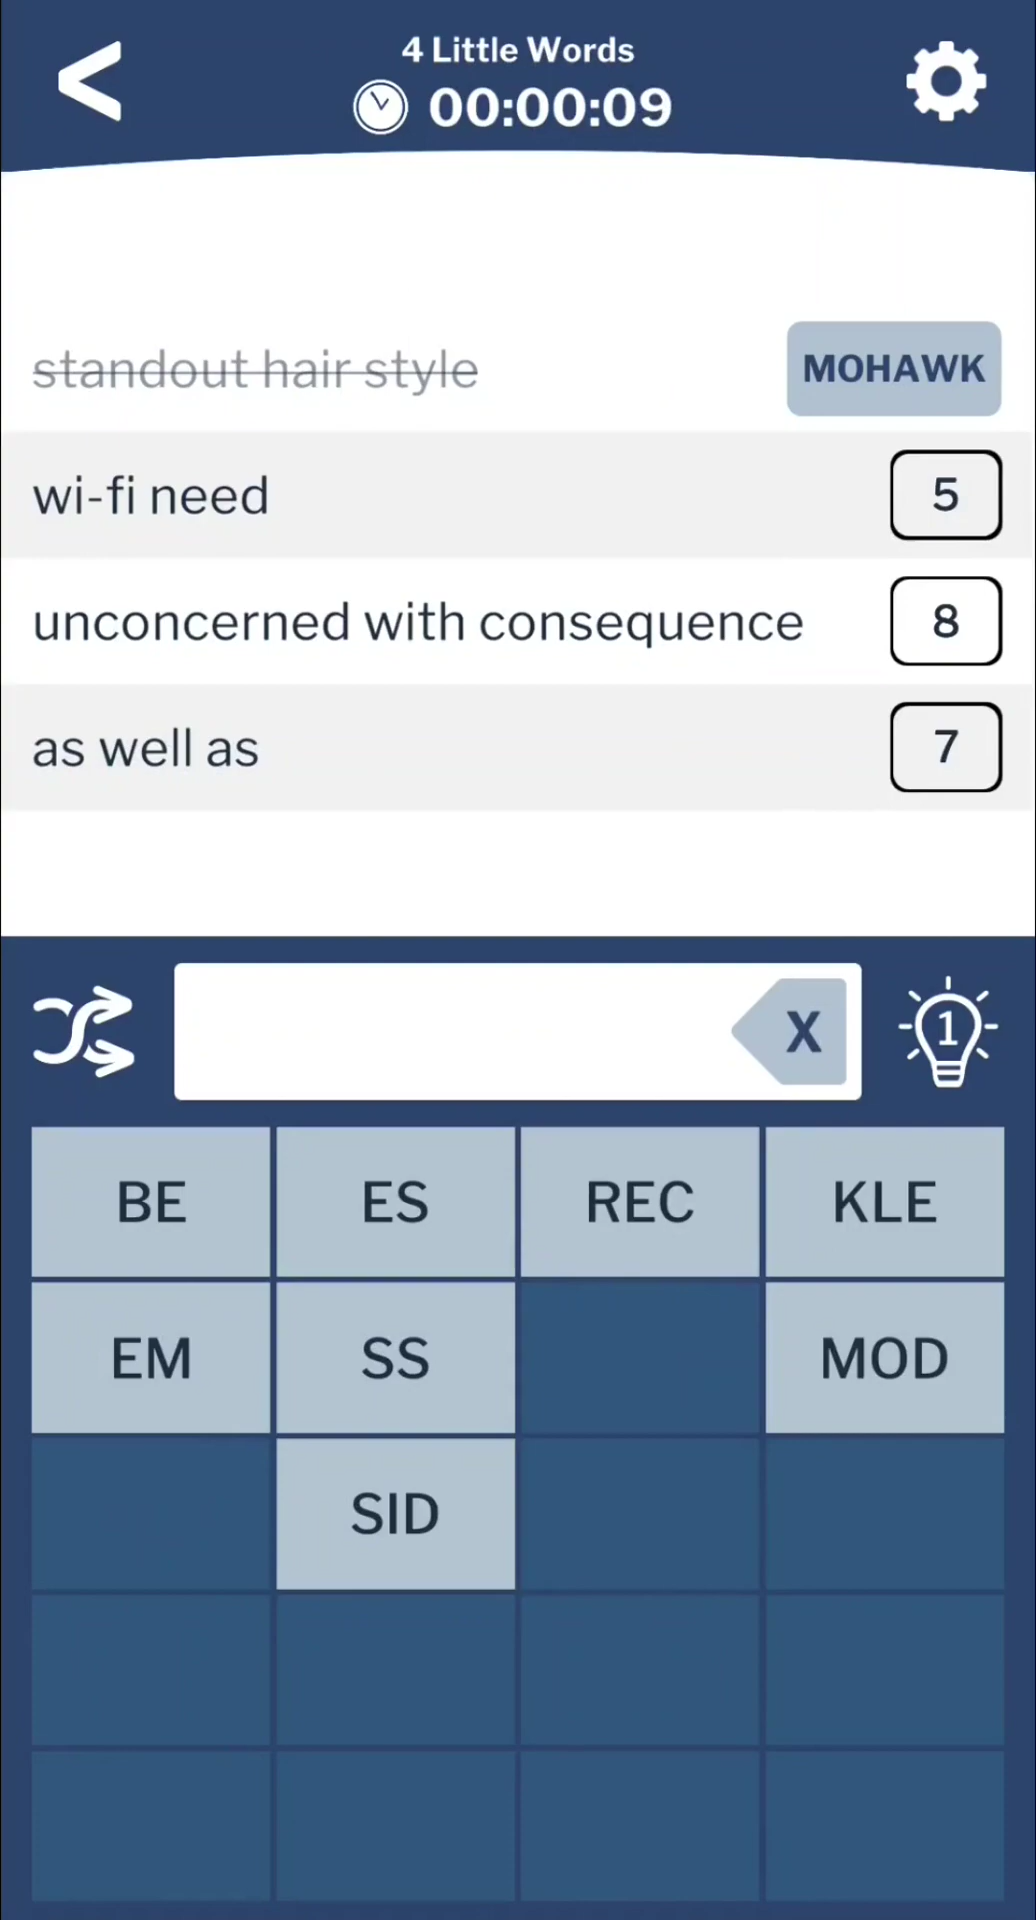 4 Little Words
00:00:09
standout hair style MOHAWK
wi-fi need 5
unconcerned with consequence 8
as well as 7
X 1
BE ES REC KLE
EM SS MOD
SID